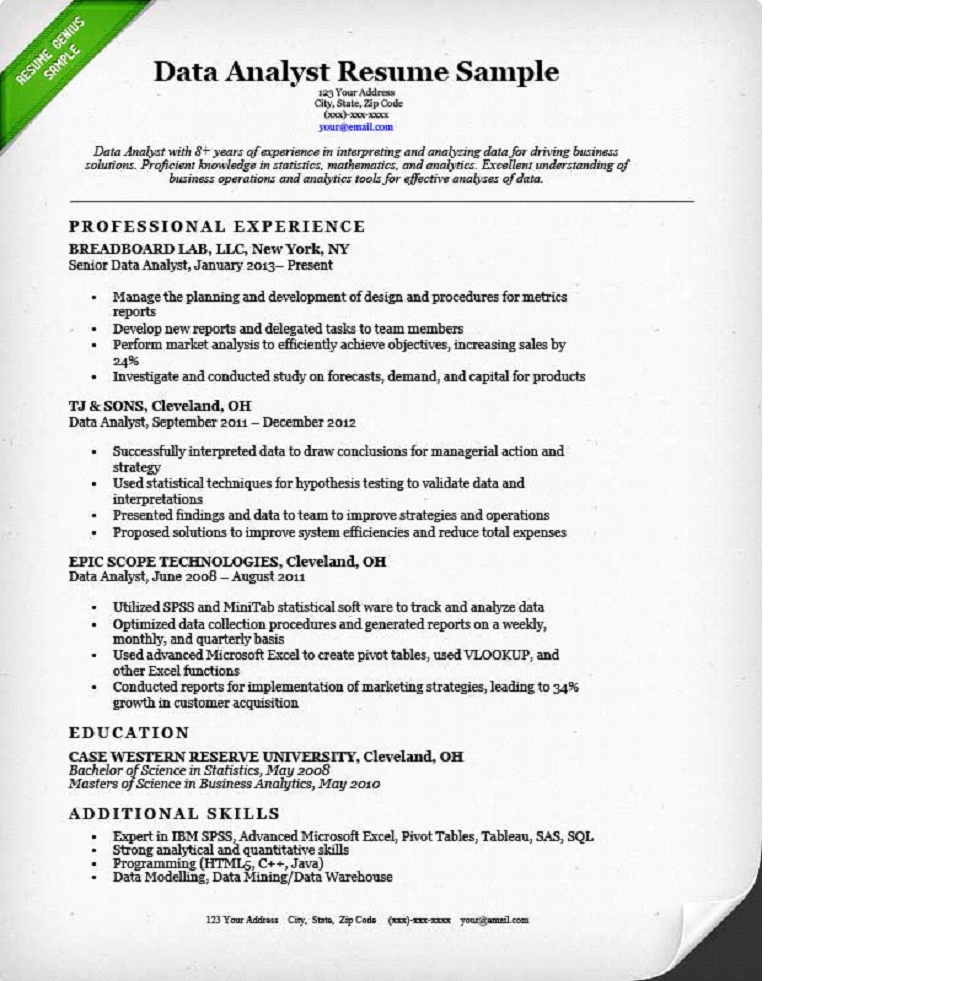 RESUME GENIUS
SAMPLE
Data Analyst Resume Sample
123 Your Address
City, State, Zip Code
(xxx)-xxx-xxxx
your@email.com
Data Analyst with 8+ years of experience in interpreting and analyzing data for driving business
solutions. Proficient knowledge in statistics, mathematics, and analytics. Excellent understanding of
business operations and analytics tools for effective analyses of data.
PROFESSIONAL EXPERIENCE
BREADBOARD LAB, LLC, New York, NY
Senior Data Analyst, January 2013– Present
• Manage the planning and development of design and procedures for metrics
reports
• Develop new reports and delegated tasks to team members
• Perform market analysis to efficiently achieve objectives, increasing sales by
24%
• Investigate and conducted study on forecasts, demand, and capital for products
TJ & SONS, Cleveland, OH
Data Analyst, September 2011 – December 2012
• Successfully interpreted data to draw conclusions for managerial action and
strategy
• Used statistical techniques for hypothesis testing to validate data and
interpretations
• Presented findings and data to team to improve strategies and operations
• Proposed solutions to improve system efficiencies and reduce total expenses
EPIC SCOPE TECHNOLOGIES, Cleveland, OH
Data Analyst, June 2008 – August 2011
• Utilized SPSS and MiniTab statistical soft ware to track and analyze data
• Optimized data collection procedures and generated reports on a weekly,
monthly, and quarterly basis
• Used advanced Microsoft Excel to create pivot tables, used VLOOKUP, and
other Excel functions
• Conducted reports for implementation of marketing strategies, leading to 34%
growth in customer acquisition
EDUCATION
CASE WESTERN RESERVE UNIVERSITY, Cleveland, OH
Bachelor of Science in Statistics, May 2008
Masters of Science in Business Analytics, May 2010
ADDITIONAL SKILLS
• Expert in IBM SPSS, Advanced Microsoft Excel, Pivot Tables, Tableau, SAS, SQL
• Strong analytical and quantitative skills
• Programming (HTML5, C++, Java)
• Data Modelling, Data Mining/Data Warehouse
123 Your Address City, State, Zip Code (xxx)-xxx-xxxx your@email.com